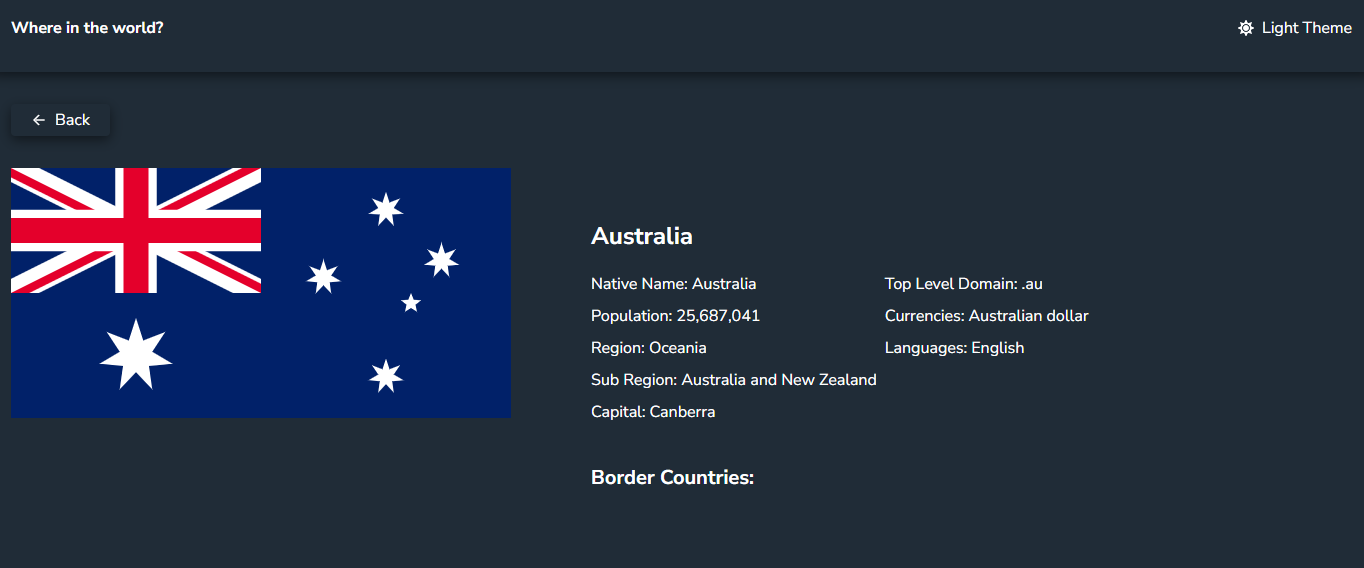 Where in the world?
Light Theme
Back
Australia
Native Name: Australia
Population: 25,687,041
Region: Oceania
Sub Region: Australia and New Zealand
Capital: Canberra
Top Level Domain: .au
Currencies: Australian dollar
Languages: English
Border Countries: